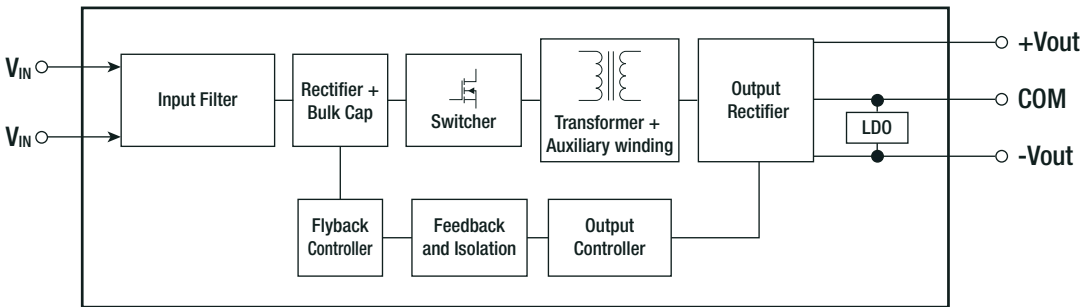 VIN
VIN
Input Filter
Rectifier +
Bulk Cap
Switcher
Transformer +
Auxiliary winding
Output
Rectifier
+Vout
COM
LDO
-Vout
Flyback
Controller
Feedback
and Isolation
Output
Controller